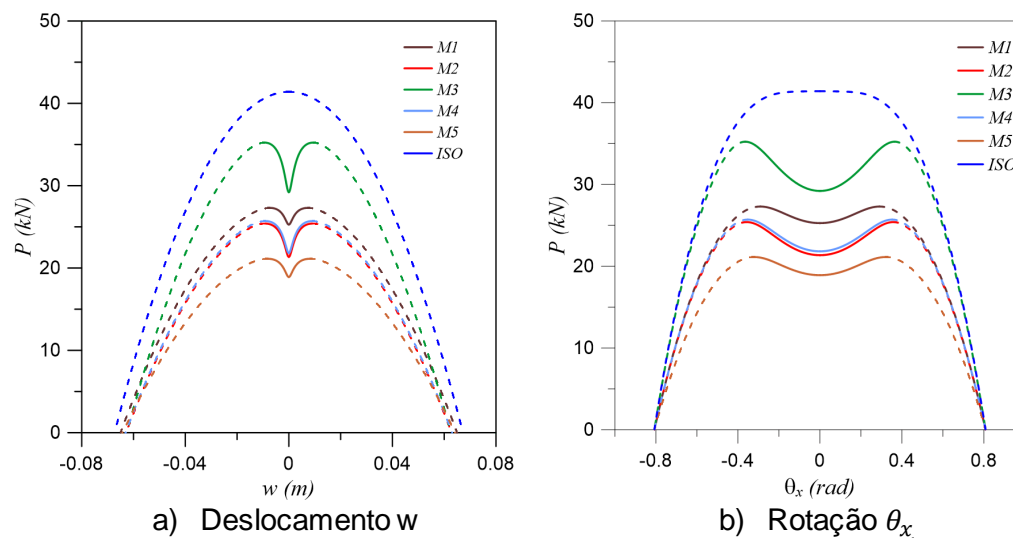 50
40
30
20
10
0
P (kN)
-0.08
-0.04
0
0.04
0.08
w (m)
M1
M2
M3
M4
M5
ISO
a) Deslocamento w
50
40
30
20
10
0
P (kN)
-0.8
-0.4
0
0.4
0.8
θx (rad)
M1
M2
M3
M4
M5
ISO
b) Rotação θx